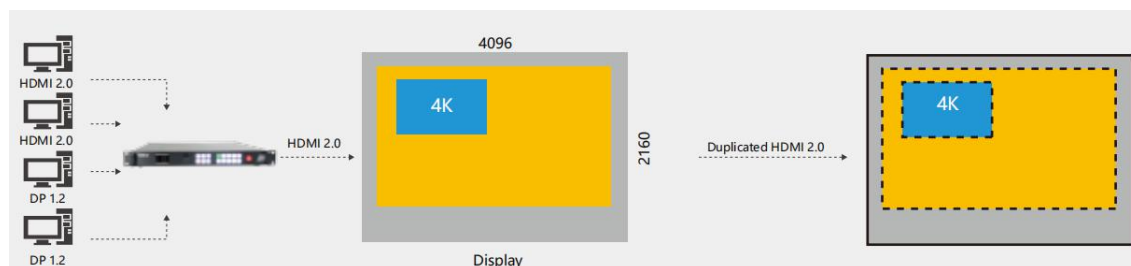 HDMI 2.0
HDMI 2.0
DP 1.2
DP 1.2
HDMI 2.0
4096
4K
2160
Display
Duplicated HDMI 2.0
4K